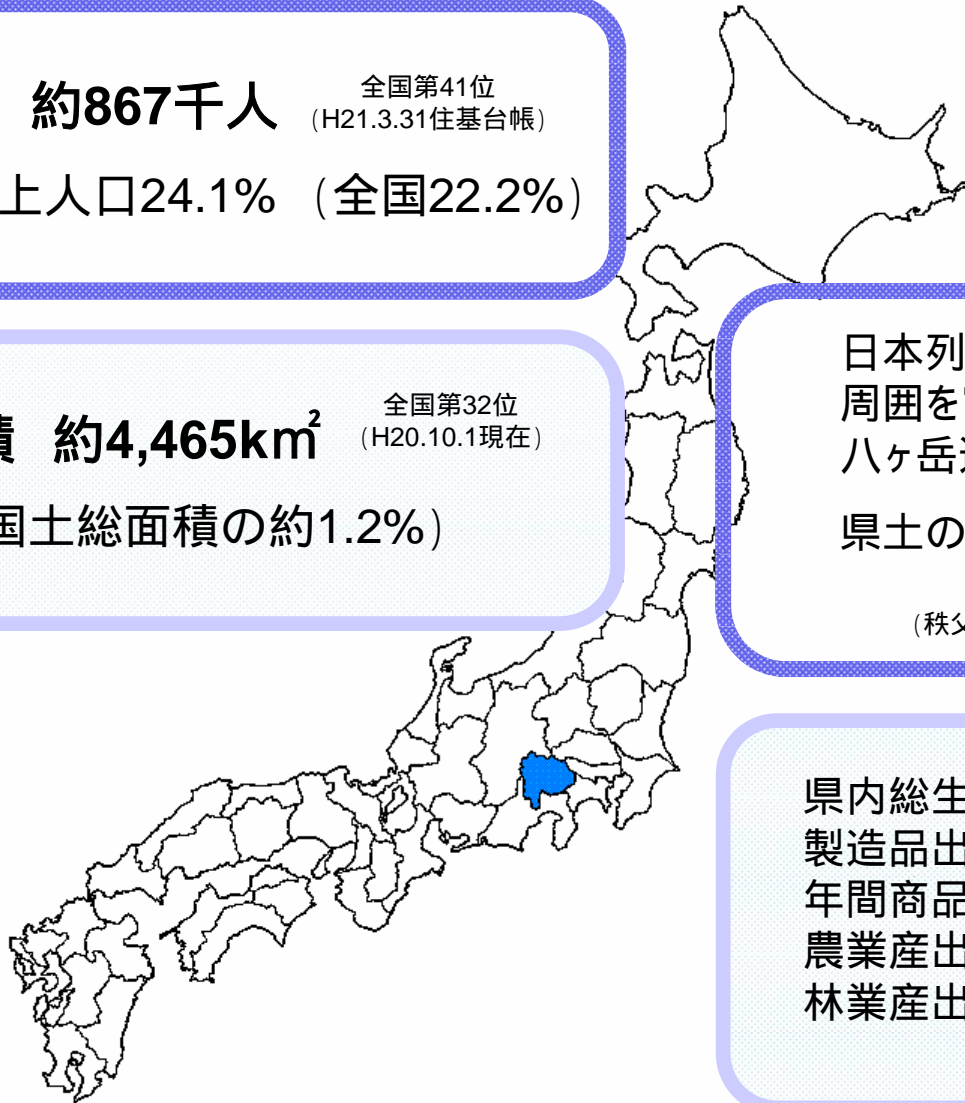 約867千人 全国第41位
(H21.3.31住基台帳)
上人口24.1% (全国22.2%)
積 約4,465km² 全国第32位
(H20.10.1現在)
国土総面積の約1.2%)
日本列
周囲を
八ヶ岳
県土の
(秩父
県内総生
製造品出
年間商品
農業産出
林業産出